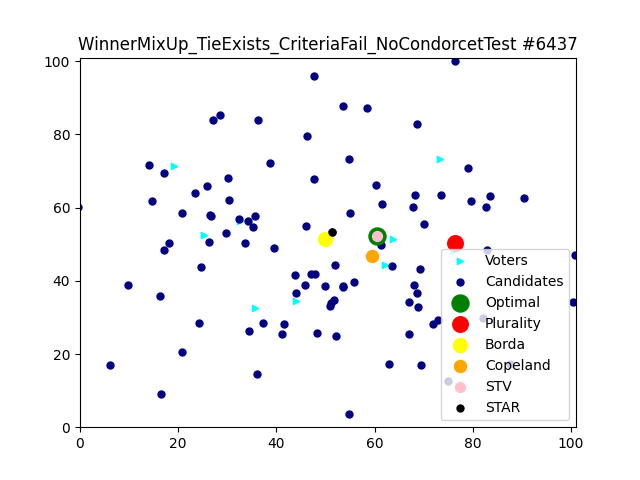 WinnerMixUp_TieExists_CriteriaFail_NoCondorcetTest #6437
100
80
60
40
20
0
Voters
Candidates
Optimal
Plurality
Borda
Copeland
STV
STAR
0 20 40 60 80 100